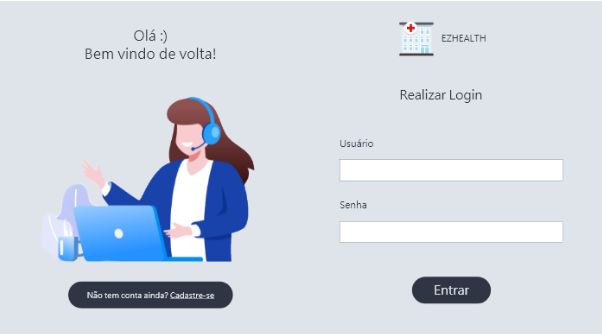 Olá :)
Bem vindo de volta!
Não tem conta ainda? Cadastre-se
EZHEALTH
Realizar Login
Usuário
Senha
Entrar